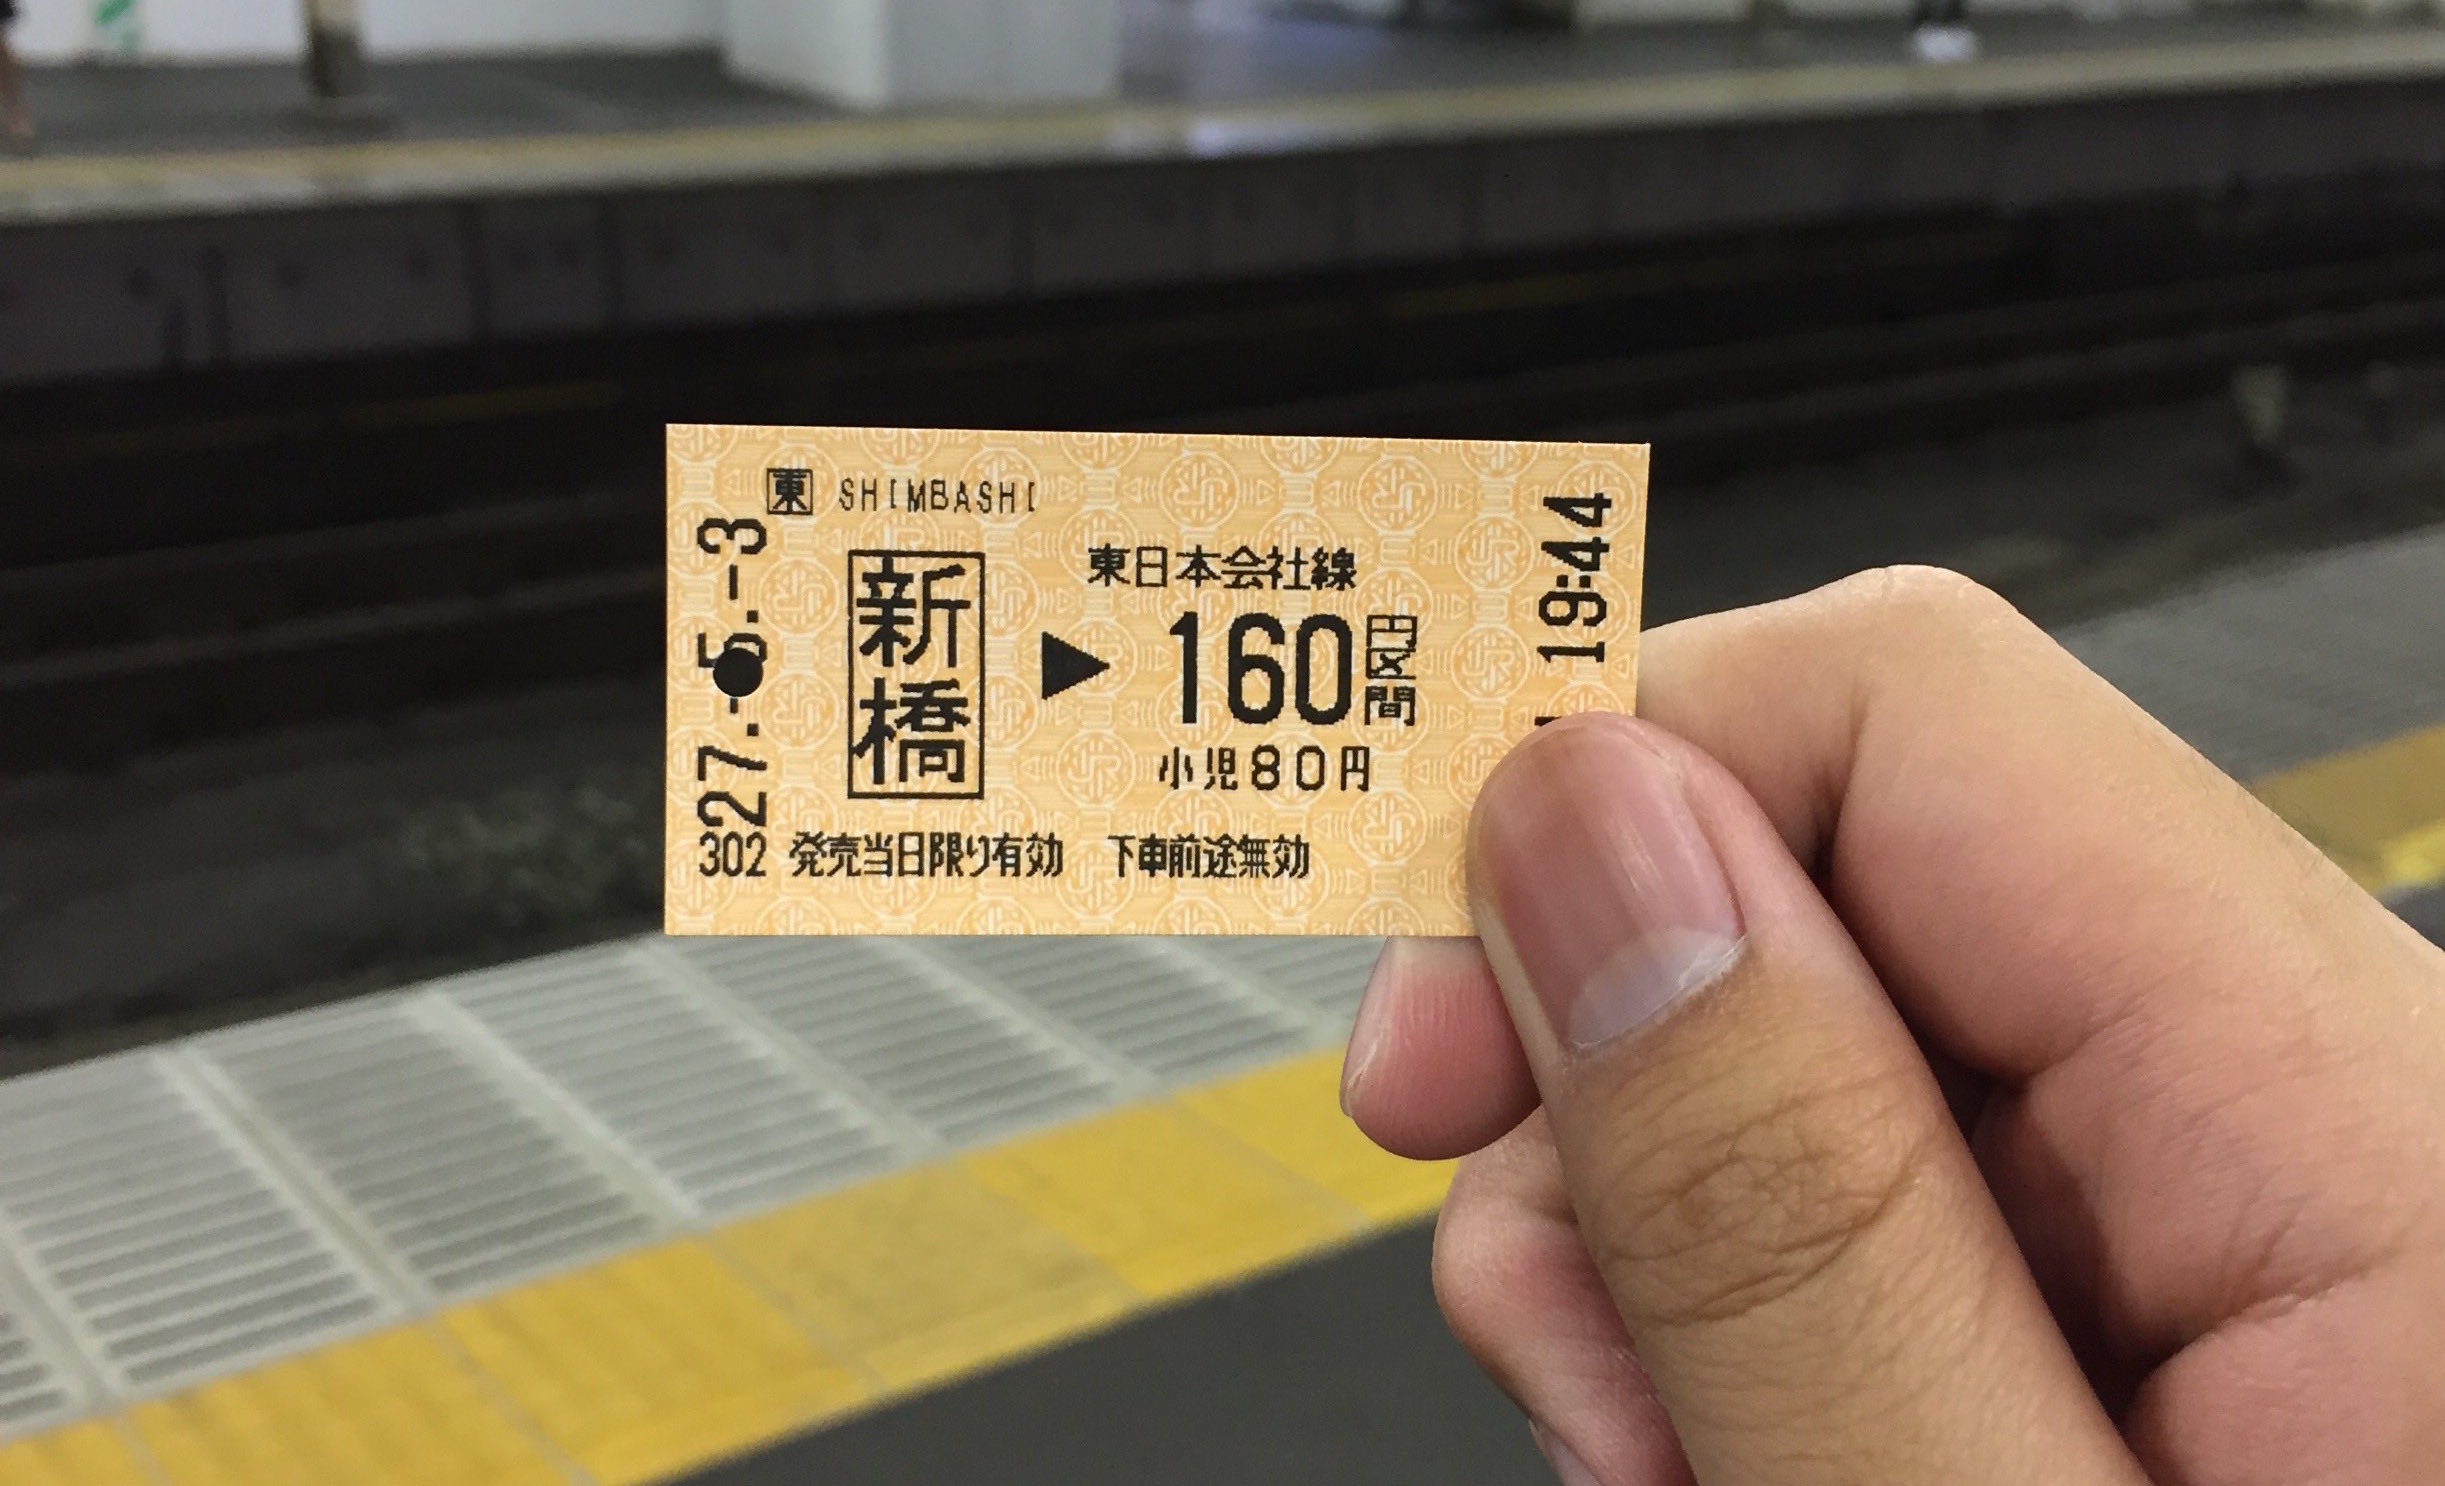 東 SHIMBASHI
新橋
▶
東日本会社線
160円区間
小児80円
27.-5.-3
19:44
302 発売当日限り有効 下車前途無効